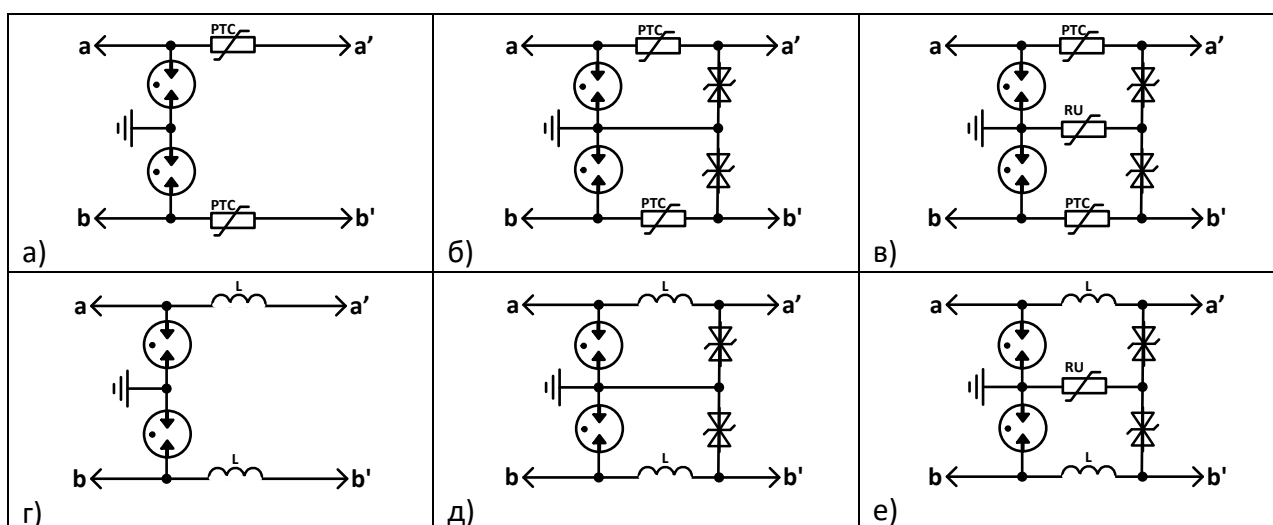 PTC PTC PTC
a a’ a a’ a a’
RU
PTC PTC PTC
b b' b b' b b'
а) б) в)
L L L
a a’ a a’ a a’
RU
L L L
b b' b b' b b'
г) д) е)